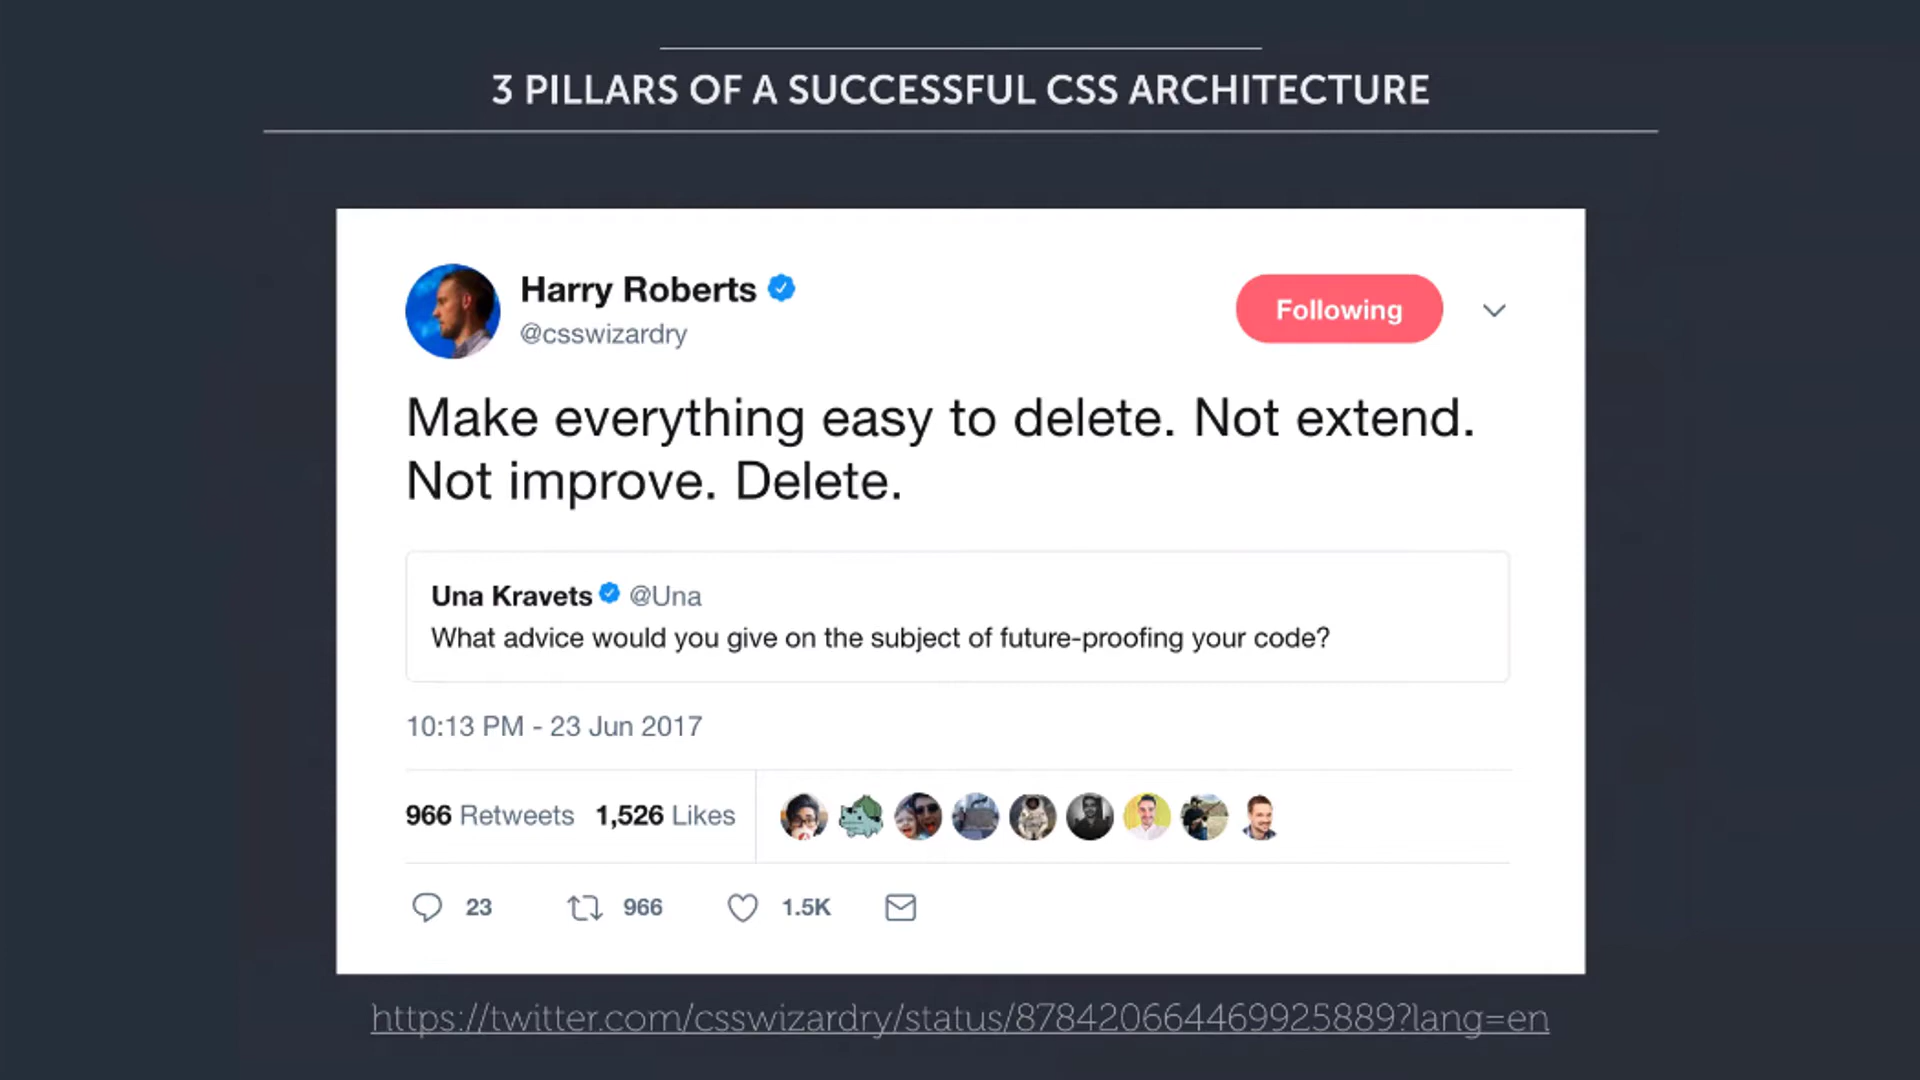 3 PILLARS OF A SUCCESSFUL CSS ARCHITECTURE
Harry Roberts
@csswizardry
Following
Make everything easy to delete. Not extend.
Not improve. Delete.
Una Kravets @Una
What advice would you give on the subject of future-proofing your code?
10:13 PM - 23 Jun 2017
966 Retweets 1,526 Likes
23 966 1.5K
https://twitter.com/csswizardry/status/878420664469925889?lang=en